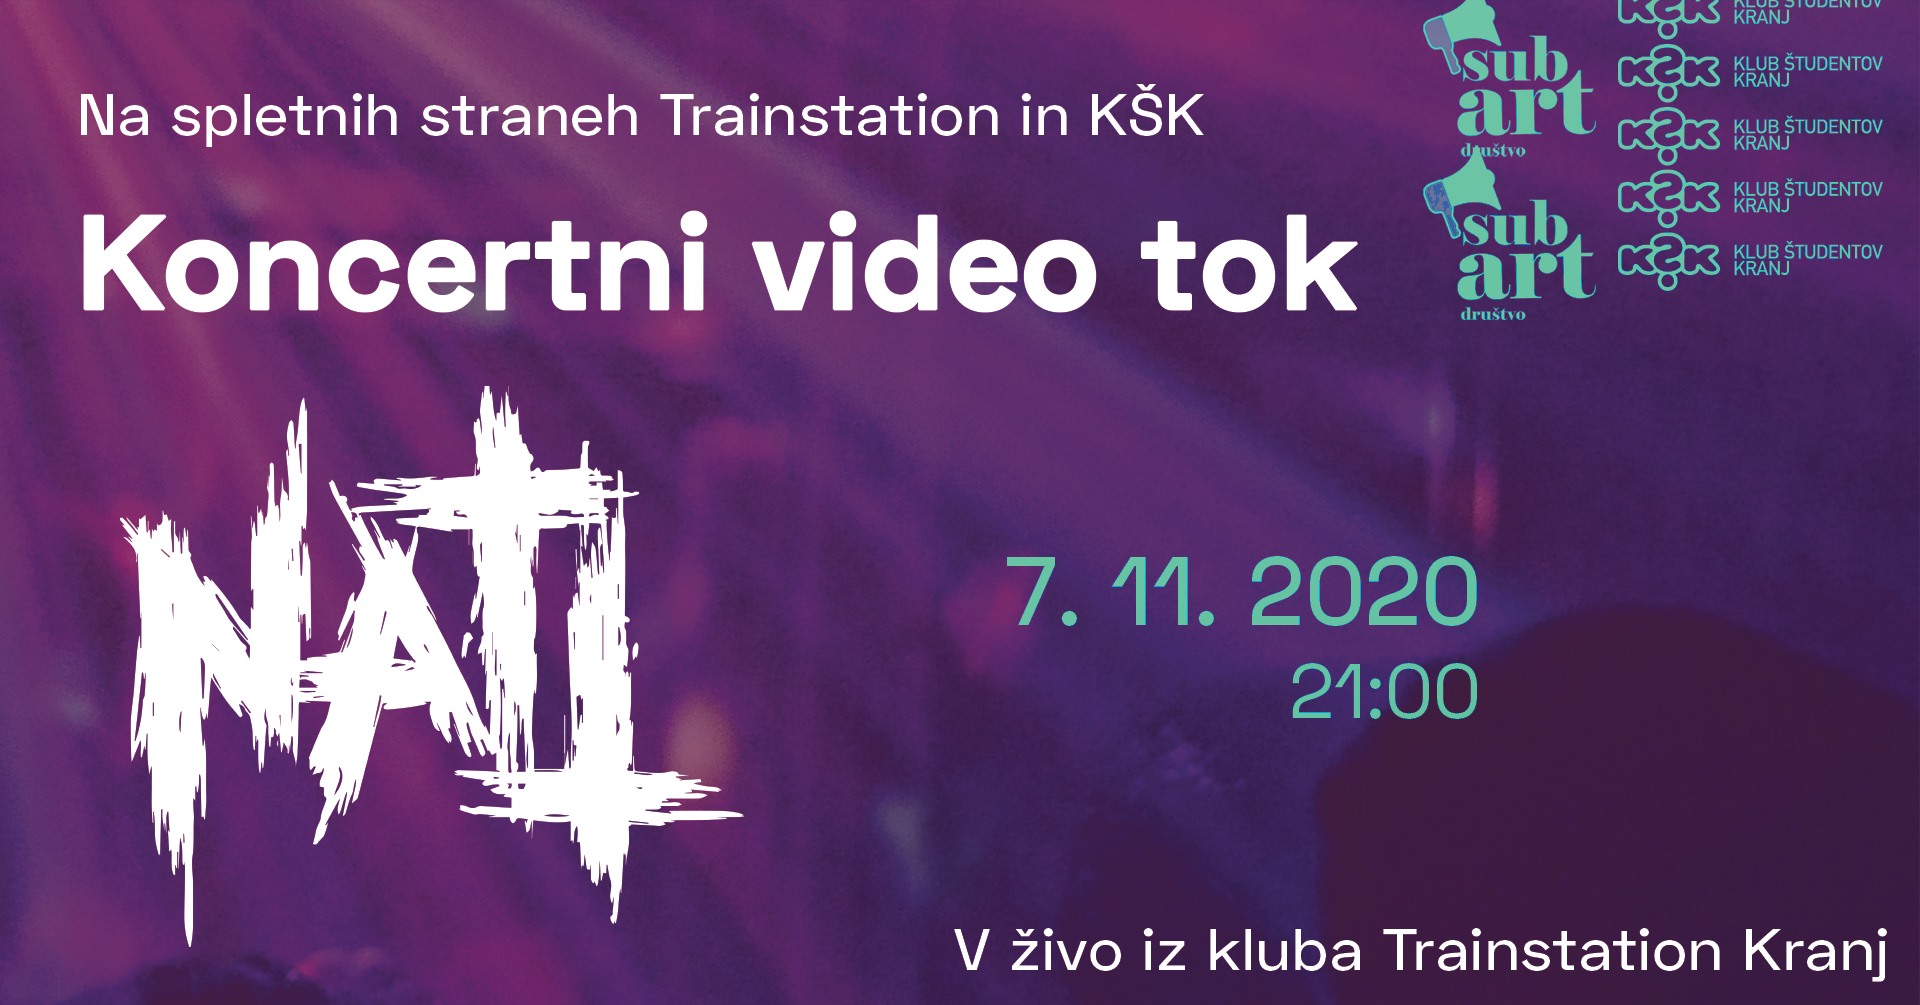 Na spletnih straneh Trainstation in KŠK
Koncertni video tok
NATI
7. 11. 2020
21:00
V živo iz kluba Trainstation Kranj
sub
art
društvo
sub
art
društvo
KŠK KLUB ŠTUDENTOV
KRANJ
KŠK KLUB ŠTUDENTOV
KRANJ
KŠK KLUB ŠTUDENTOV
KRANJ
KŠK KLUB ŠTUDENTOV
KRANJ
KŠK KLUB ŠTUDENTOV
KRANJ